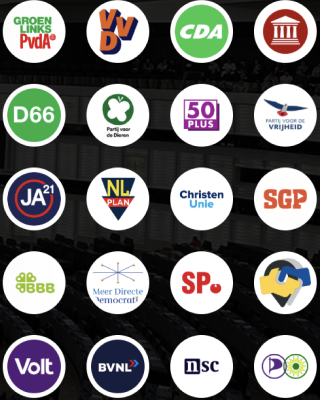 GROEN
LINKS
PvdA
VVD
CDA
D66
Partij voor
de Dieren
50
PLUS
PARTIJ VOOR DE
VRIJHEID
JA21
NL
PLAN
Christen
Unie
SGP
BBB
Meer Directe
Democratie
SP
Volt
BVNL
nsc
P